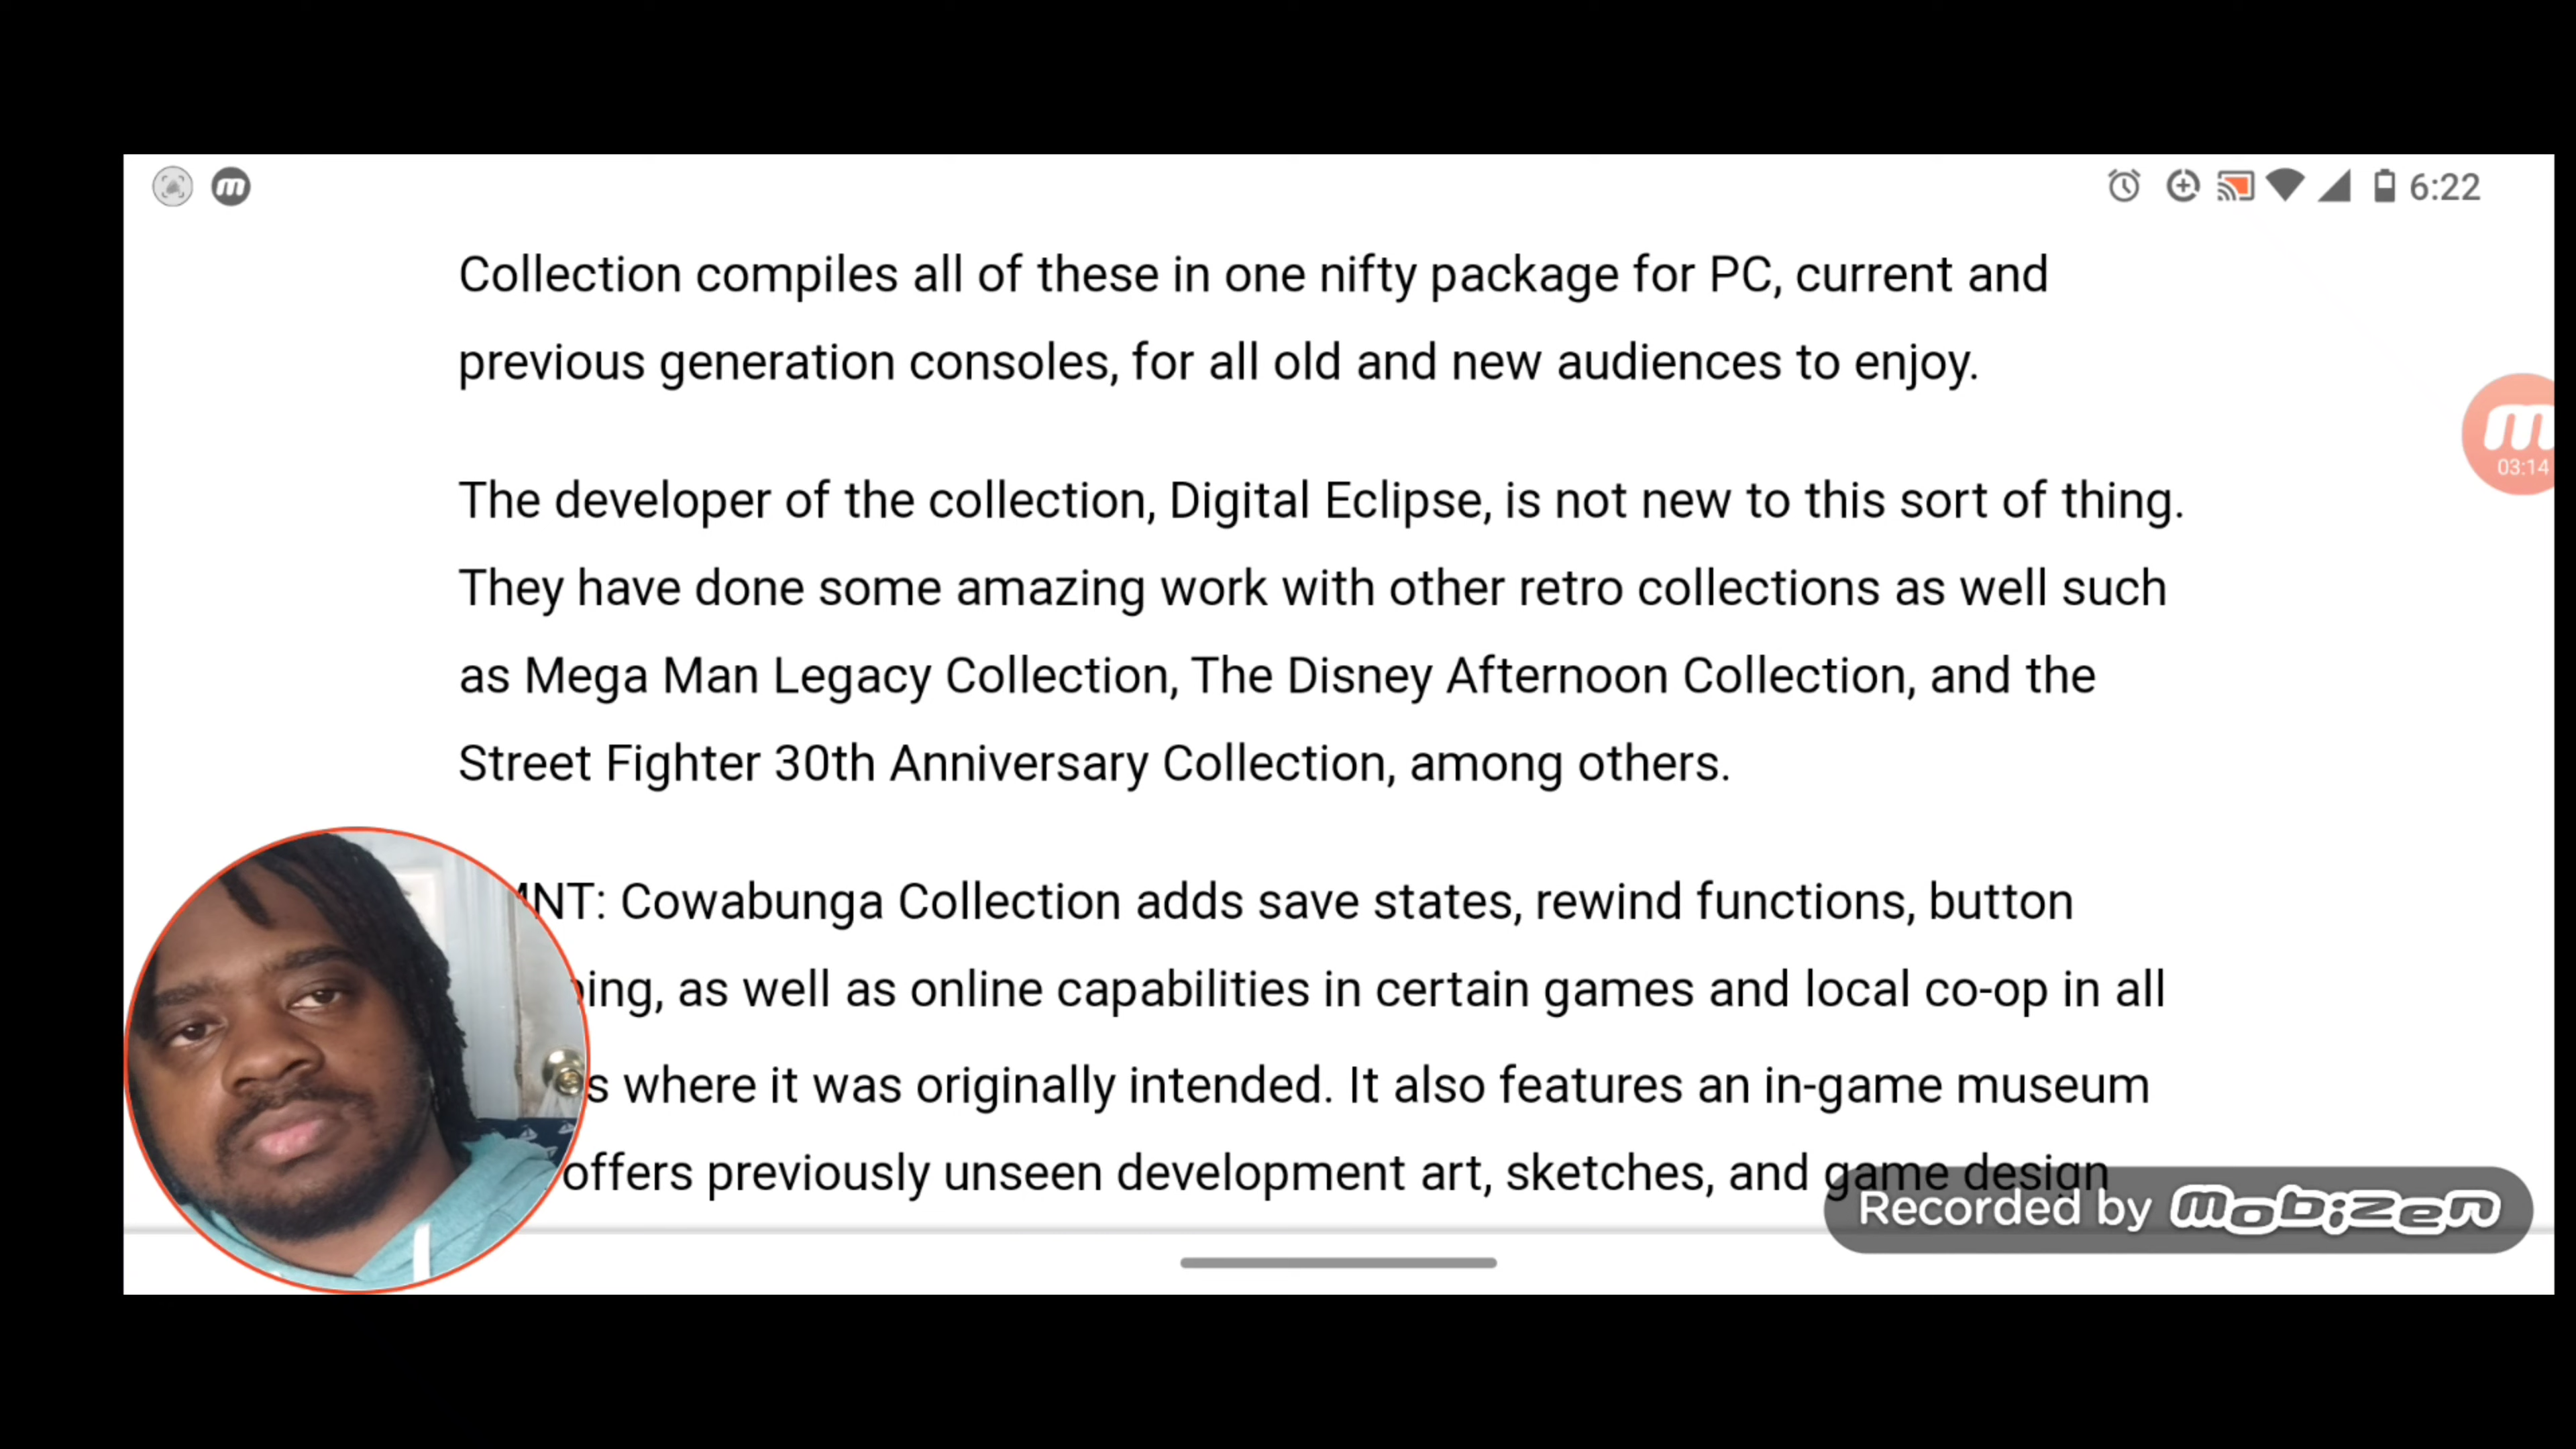 6:22
Collection compiles all of these in one nifty package for PC, current and
previous generation consoles, for all old and new audiences to enjoy.
m
03:14
The developer of the collection, Digital Eclipse, is not new to this sort of thing.
They have done some amazing work with other retro collections as well such
as Mega Man Legacy Collection, The Disney Afternoon Collection, and the
Street Fighter 30th Anniversary Collection, among others.
MNT: Cowabunga Collection adds save states, rewind functions, button
ing, as well as online capabilities in certain games and local co-op in all
s where it was originally intended. It also features an in-game museum
offers previously unseen development art, sketches, and game design
Recorded by mobizen